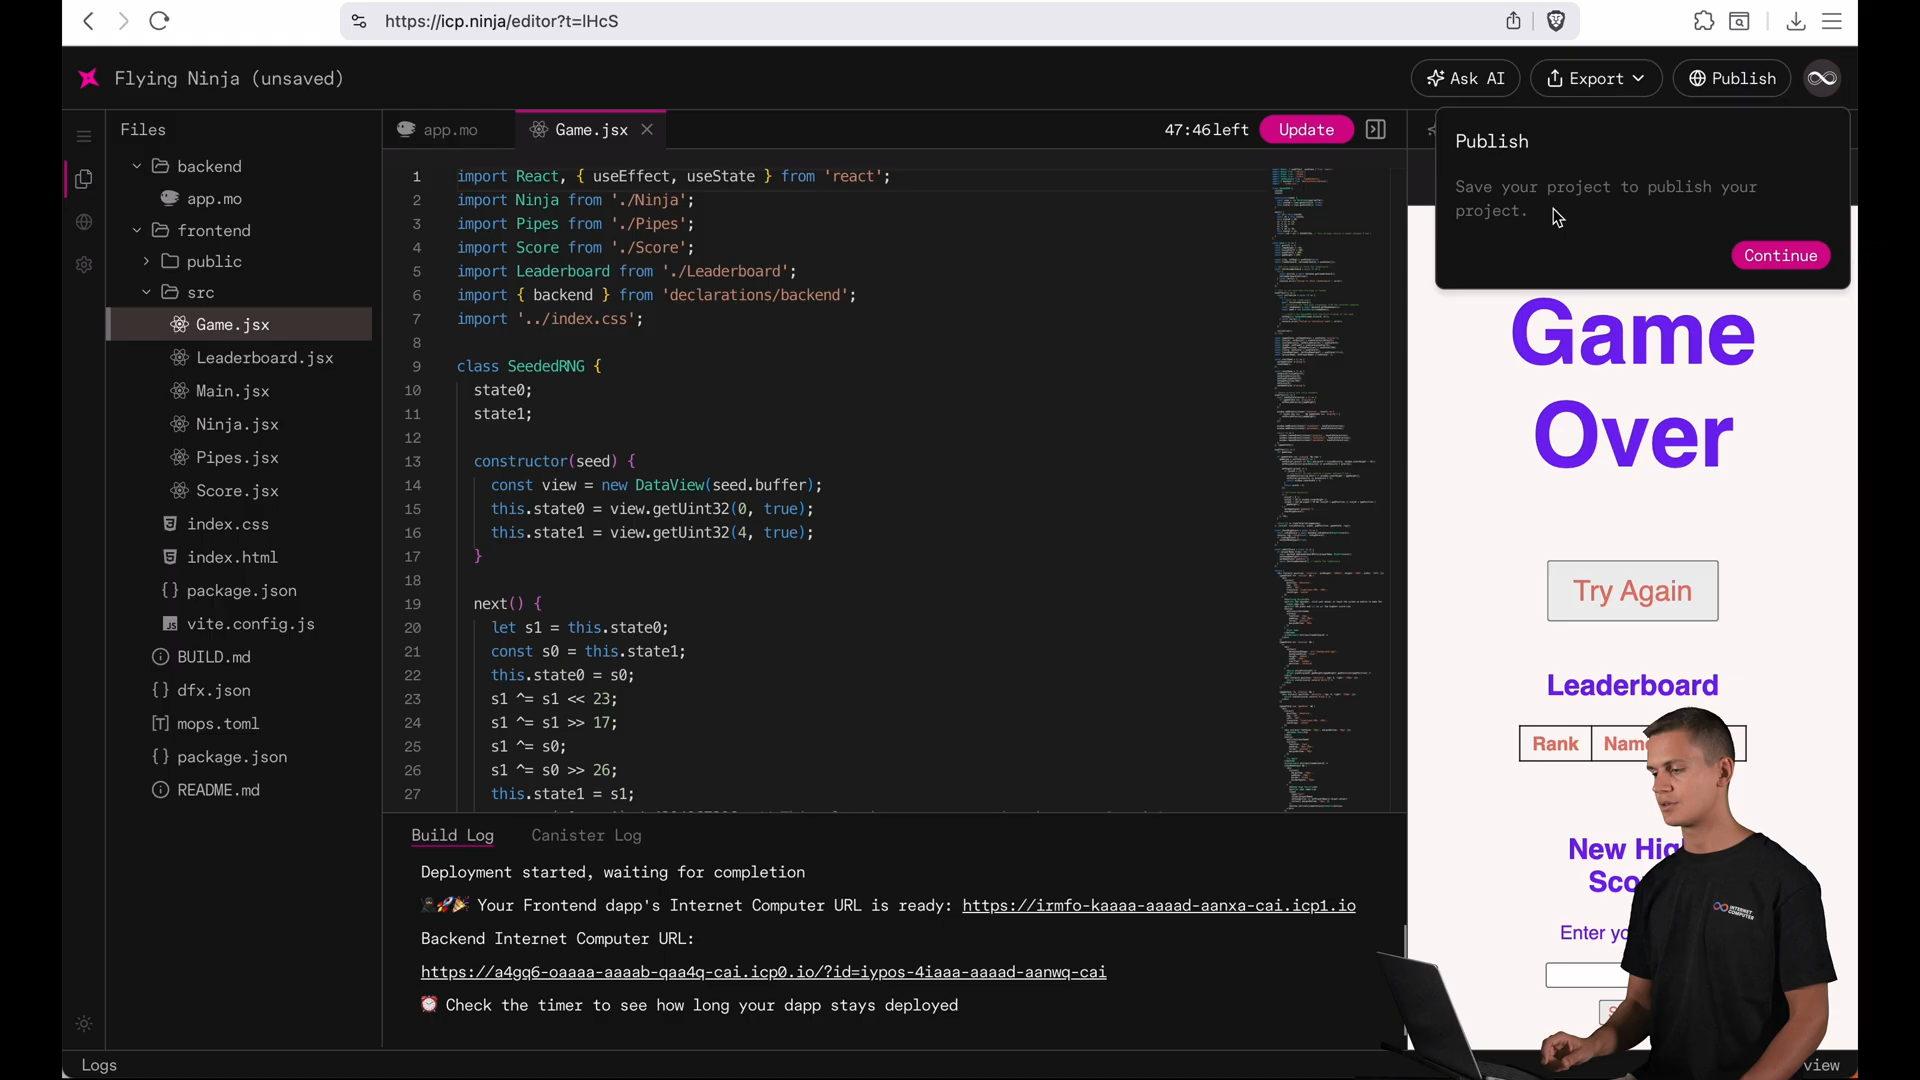 https://icp.ninja/editor?t=lHcS
Flying Ninja (unsaved)
Ask AI
Export
Publish
Files
app.mo
Game.jsx
47:46 left
Update
Publish
Save your project to publish your
project.
Continue
backend
app.mo
frontend
public
src
Game.jsx
Leaderboard.jsx
Main.jsx
Ninja.jsx
Pipes.jsx
Score.jsx
index.css
index.html
package.json
vite.config.js
BUILD.md
dfx.json
mops.toml
package.json
README.md
1 import React, { useEffect, useState } from 'react';
2 import Ninja from './Ninja';
3 import Pipes from './Pipes';
4 import Score from './Score';
5 import Leaderboard from './Leaderboard';
6 import { backend } from 'declarations/backend';
7 import '../index.css';
8
9 class SeededRNG {
10 state0;
11 state1;
12
13 constructor(seed) {
14 const view = new DataView(seed.buffer);
15 this.state0 = view.getUint32(0, true);
16 this.state1 = view.getUint32(4, true);
17 }
18
19 next() {
20 let s1 = this.state0;
21 const s0 = this.state1;
22 this.state0 = s0;
23 s1 ^= s1 << 23;
24 s1 ^= s1 >> 17;
25 s1 ^= s0;
26 s1 ^= s0 >> 26;
27 this.state1 = s1;
Build Log
Canister Log
Deployment started, waiting for completion
🥷🚀🎉 Your Frontend dapp's Internet Computer URL is ready: https://irmfo-kaaaa-aaaad-aanxa-cai.icp1.io
Backend Internet Computer URL:
https://a4gq6-oaaaa-aaaab-qaa4q-cai.icp0.io/?id=iypos-4iaaa-aaaad-aanwq-cai
⏰ Check the timer to see how long your dapp stays deployed
Logs
Game
Over
Try Again
Leaderboard
Rank
New
Enter
INTERNET
COMPUTER
view